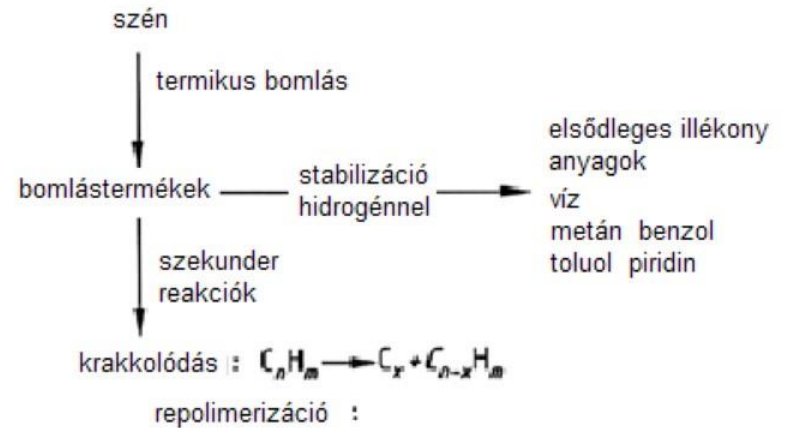 szén
termikus bomlás
bomlástermékek
stabilizáció
hidrogénnel
elsődleges illékony
anyagok
víz
metán benzol
toluol piridin
szekunder
reakciók
krakkolódás : CₙHₘ → Cₓ + Cₙ₋ₓHₘ
repolimerizáció :